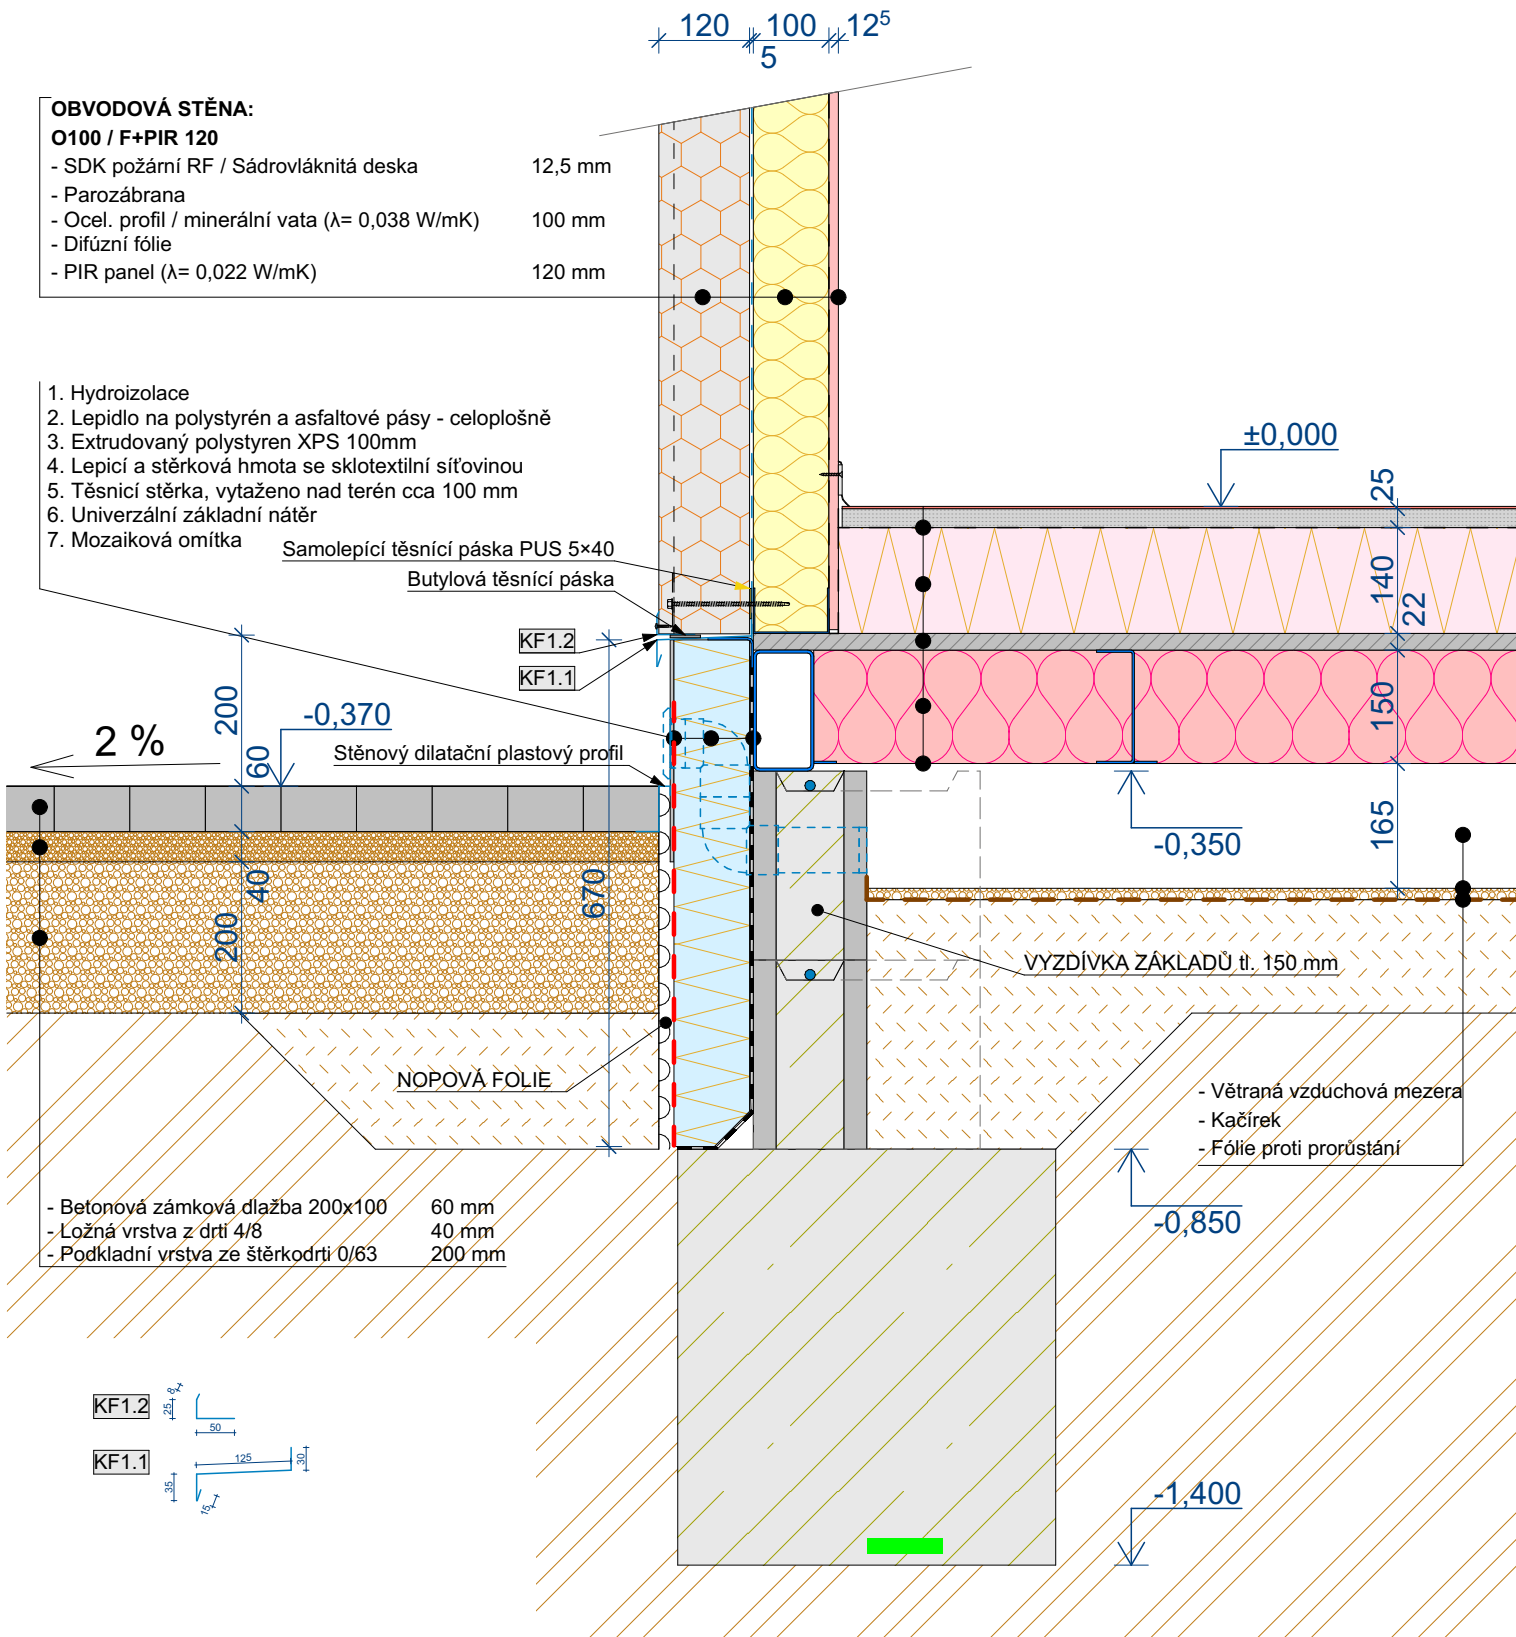 120 100 12⁵
5
OBVODOVÁ STĚNA:
O100 / F+PIR 120
- SDK požární RF / Sádrovláknitá deska 12,5 mm
- Parozábrana
- Ocel. profil / minerální vata (λ= 0,038 W/mK) 100 mm
- Difúzní fólie
- PIR panel (λ= 0,022 W/mK) 120 mm
1. Hydroizolace
2. Lepidlo na polystyrén a asfaltové pásy - celoplošně
3. Extrudovaný polystyren XPS 100mm
4. Lepicí a stěrková hmota se sklotextilní síťovinou
5. Těsnicí stěrka, vytaženo nad terén cca 100 mm
6. Univerzální základní nátěr
7. Mozaiková omítka
Samolepící těsnící páska PUS 5×40
Butylová těsnící páska
KF1.2
KF1.1
±0,000
25
140
22
150
165
200
-0,370
2 %
60
Stěnový dilatační plastový profil
-0,350
40
670
200
VYZDÍVKA ZÁKLADŮ tl. 150 mm
NOPOVÁ FOLIE
- Větraná vzduchová mezera
- Kačírek
- Fólie proti prorůstání
- Betonová zámková dlažba 200x100 60 mm
- Ložná vrstva z drti 4/8 40 mm
- Podkladní vrstva ze štěrkodrti 0/63 200 mm
-0,850
KF1.2
8
25
50
KF1.1
125
30
35
15
-1,400